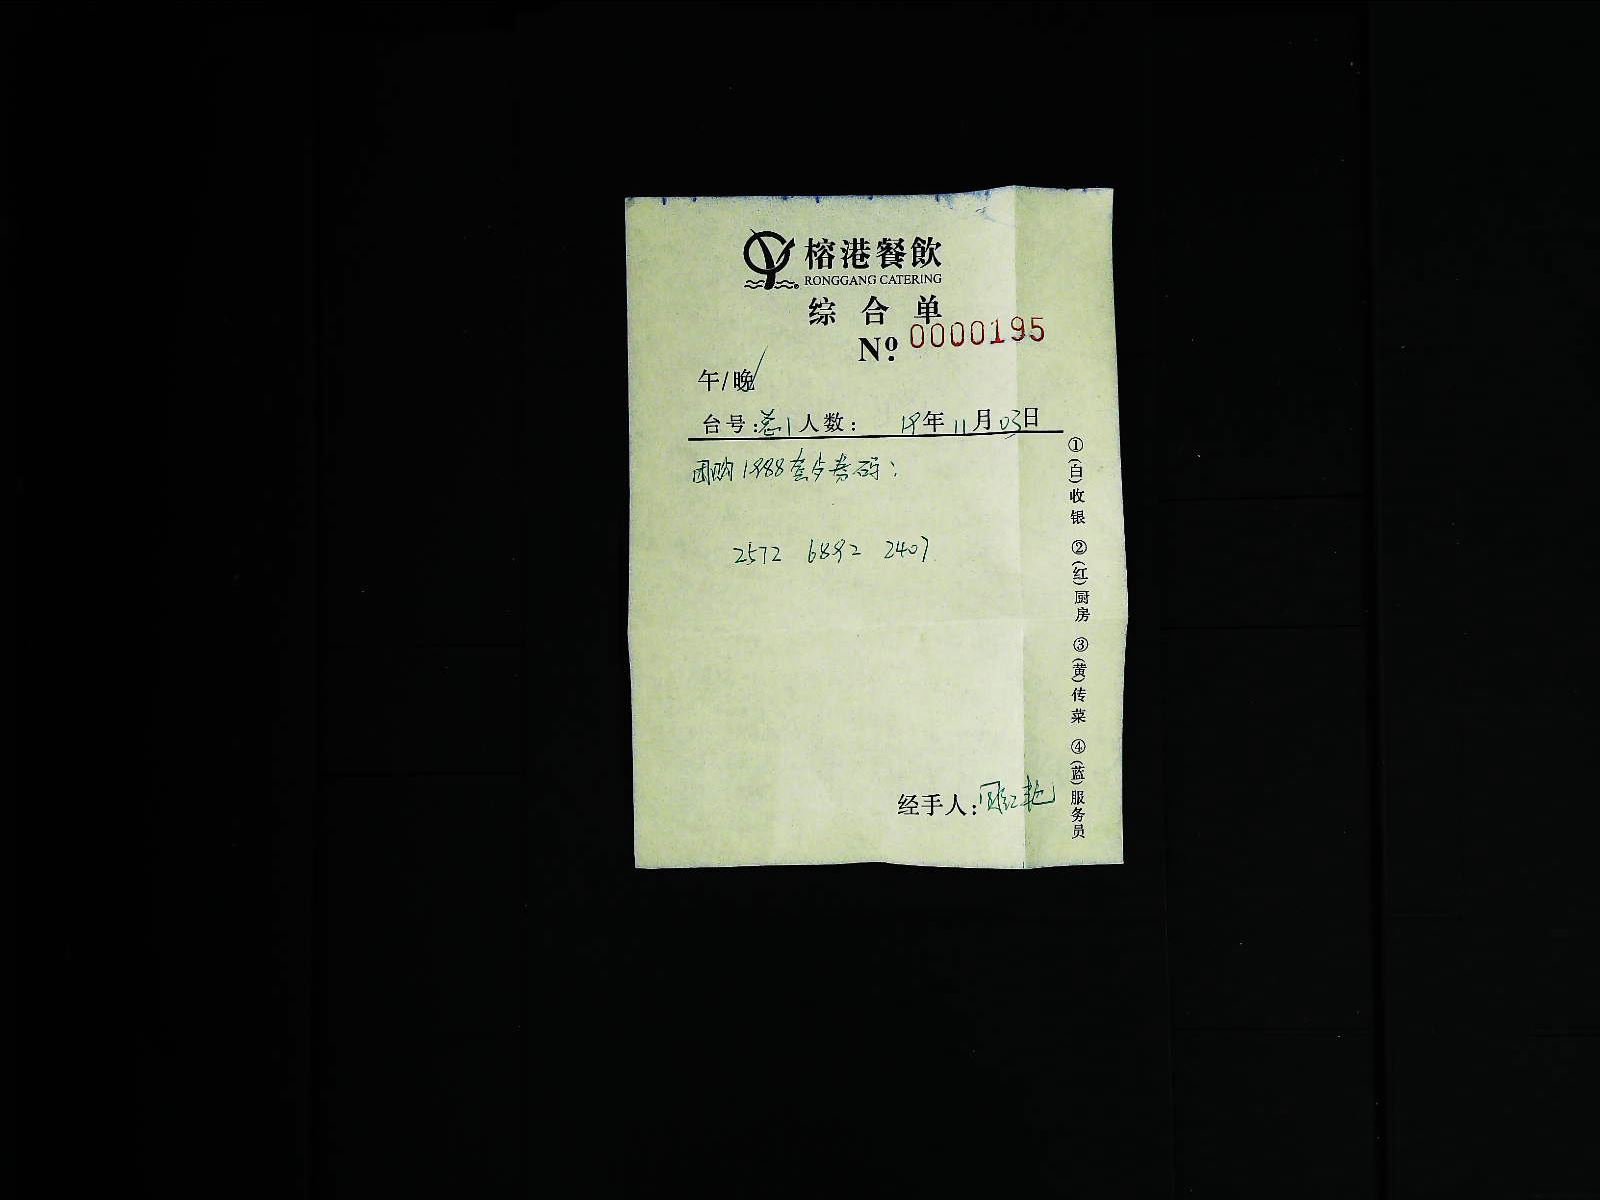 榕港餐飲
RONGGANG CATERING
综合单
Nº 0000195
午/晚
台号: 1 人数: 19年11月03日
团购1988套餐券码:
2572 6892 2407
经手人:
①(白)收银 ②(红)厨房 ③(黄)传菜 ④(蓝)服务员